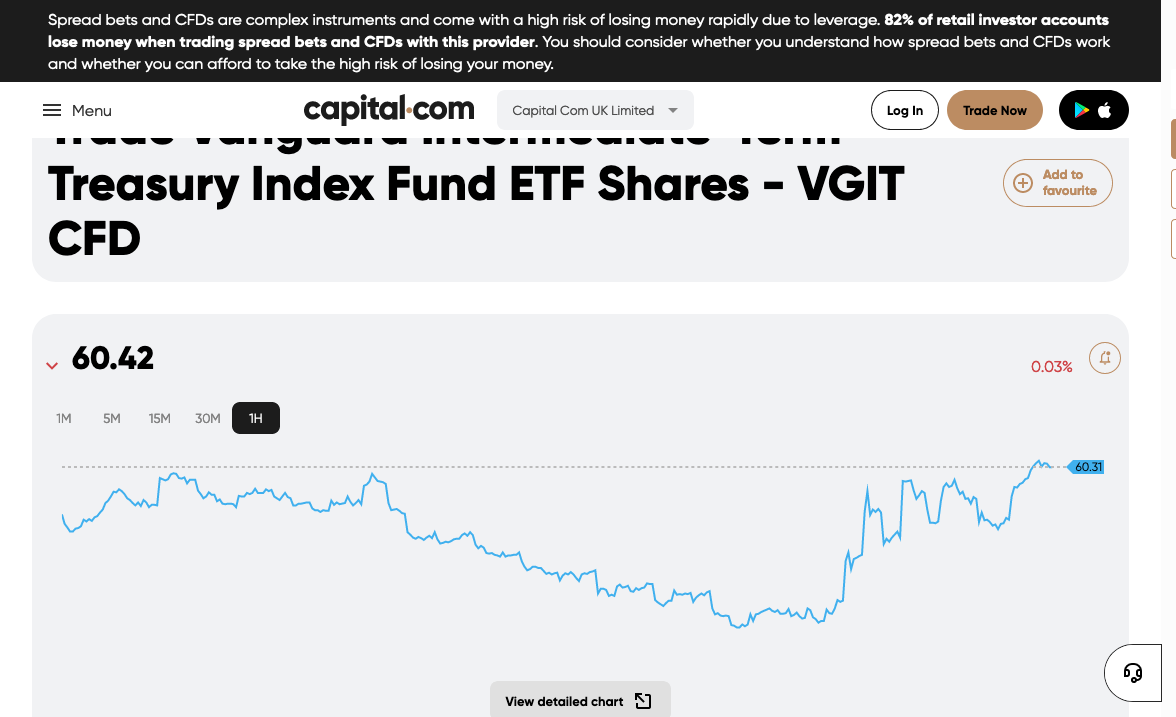 Spread bets and CFDs are complex instruments and come with a high risk of losing money rapidly due to leverage. 82% of retail investor accounts
lose money when trading spread bets and CFDs with this provider. You should consider whether you understand how spread bets and CFDs work
and whether you can afford to take the high risk of losing your money.
Menu
capital.com
Capital Com UK Limited
Log In
Trade Now
Trade Vanguard Intermediate-Term
Treasury Index Fund ETF Shares - VGIT
CFD
Add to
favourite
60.42
0.03%
1M 5M 15M 30M 1H
60.31
View detailed chart